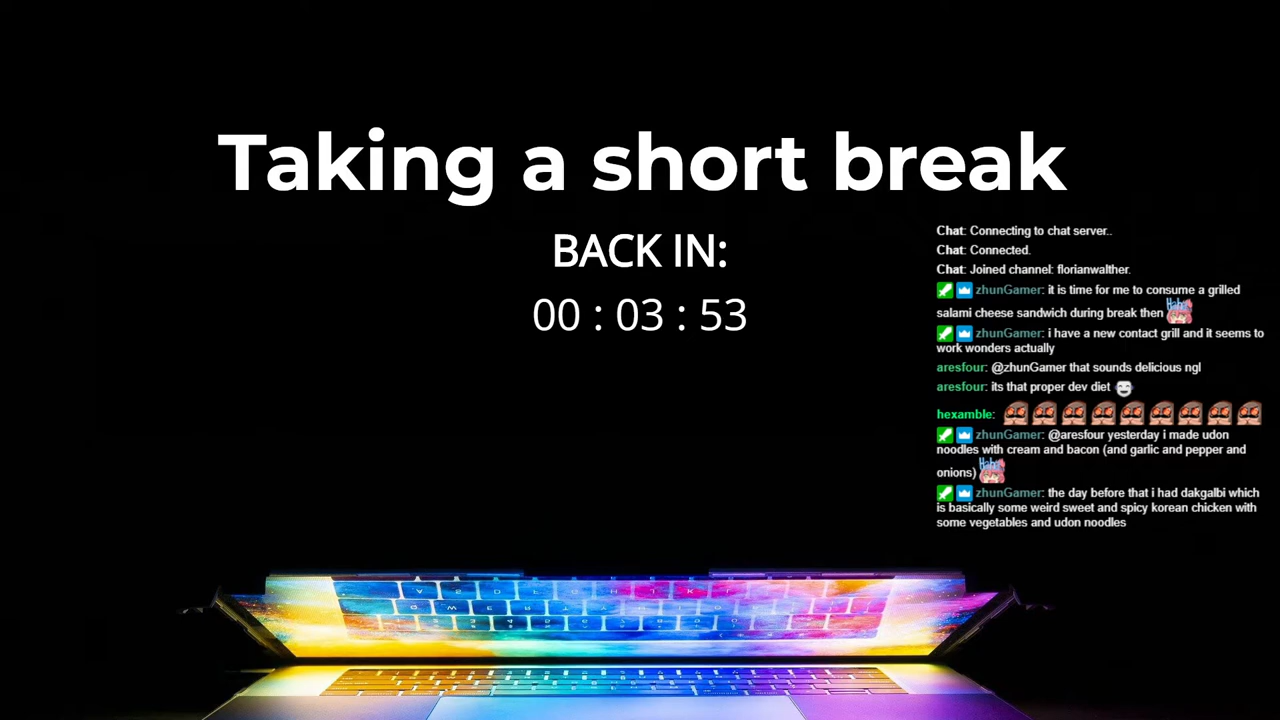 Taking a short break
BACK IN:
00 : 03 : 53
Chat: Connecting to chat server..
Chat: Connected.
Chat: Joined channel: florianwalther.
zhunGamer: it is time for me to consume a grilled
salami cheese sandwich during break then
zhunGamer: i have a new contact grill and it seems to
work wonders actually
aresfour: @zhunGamer that sounds delicious ngl
aresfour: its that proper dev diet
hexamble:
zhunGamer: @aresfour yesterday i made udon
noodles with cream and bacon (and garlic and pepper and
onions)
zhunGamer: the day before that i had dakgalbi which
is basically some weird sweet and spicy korean chicken with
some vegetables and udon noodles